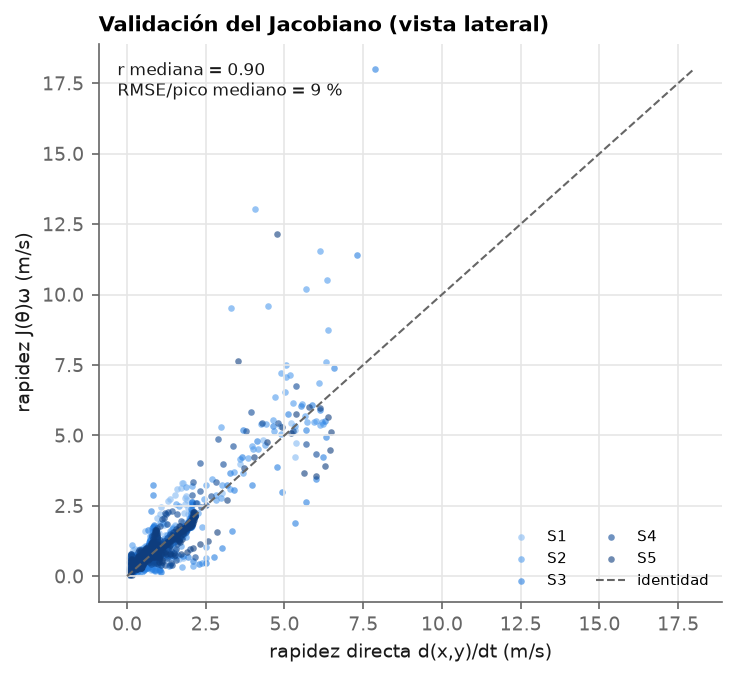 Validación del Jacobiano (vista lateral)
r mediana = 0.90
RMSE/pico mediano = 9 %
17.5
15.0
12.5
10.0
7.5
5.0
2.5
0.0
rapidez J(θ)ω (m/s)
S1
S2
S3
S4
S5
identidad
0.0 2.5 5.0 7.5 10.0 12.5 15.0 17.5
rapidez directa d(x,y)/dt (m/s)